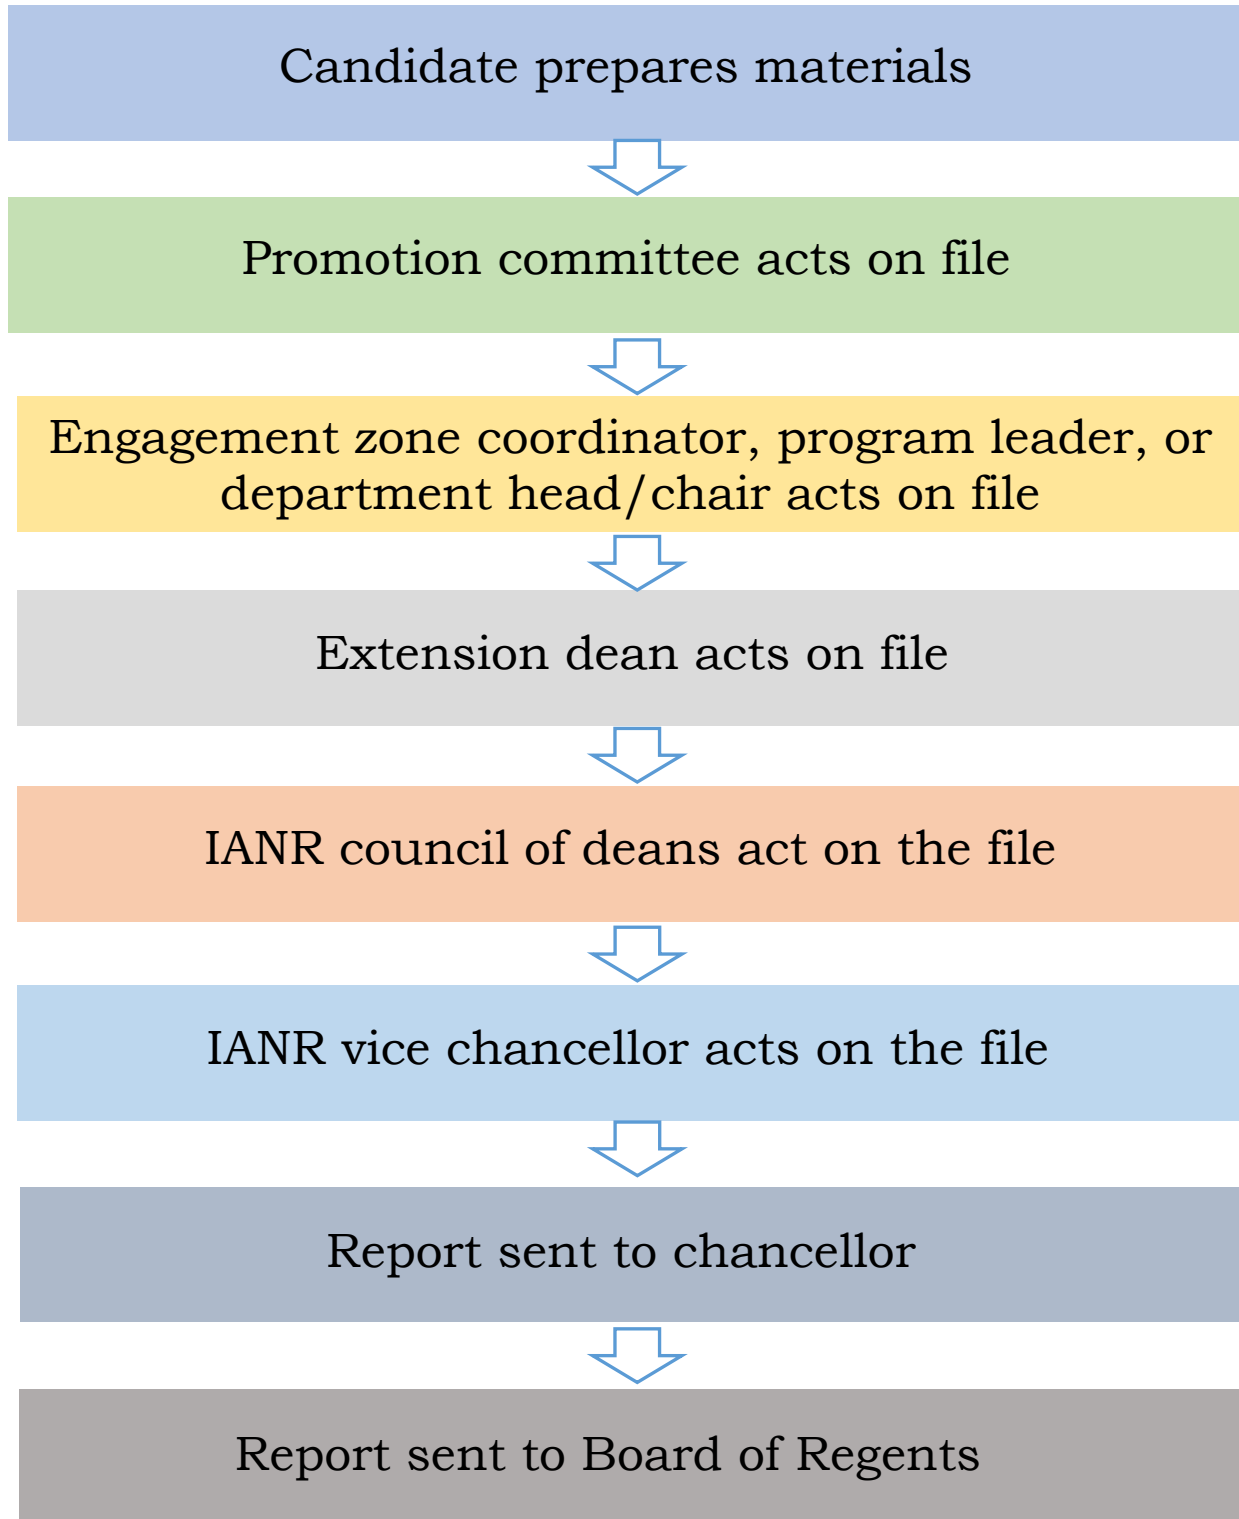 Candidate prepares materials
Promotion committee acts on file
Engagement zone coordinator, program leader, or
department head/chair acts on file
Extension dean acts on file
IANR council of deans act on the file
IANR vice chancellor acts on the file
Report sent to chancellor
Report sent to Board of Regents